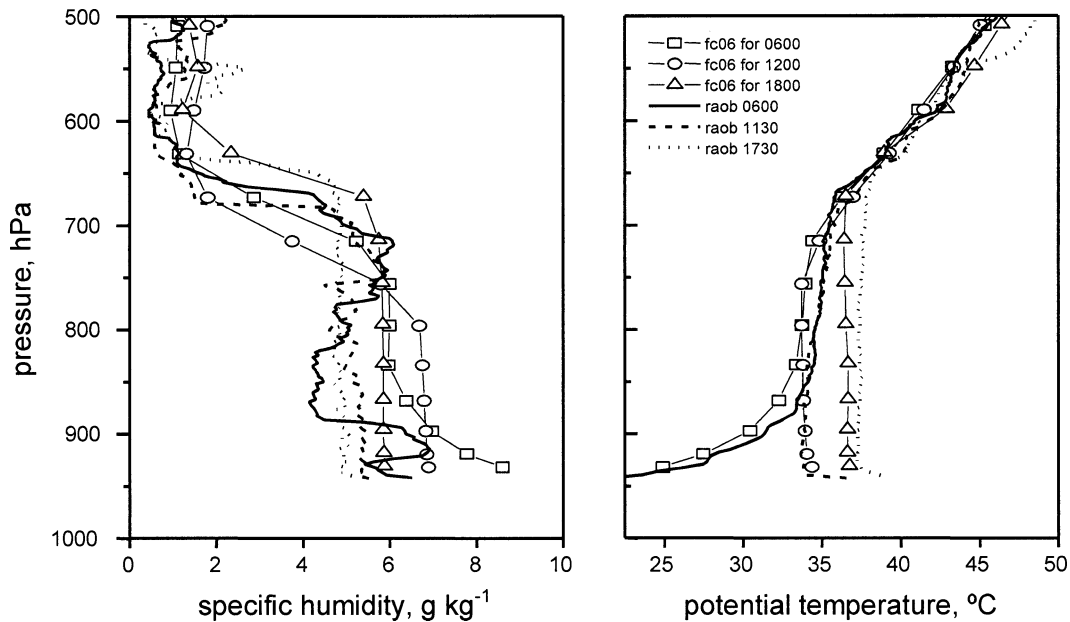 500
600
700
800
900
1000
pressure, hPa
0
2
4
6
8
10
specific humidity, g kg-1
fc06 for 0600
fc06 for 1200
fc06 for 1800
raob 0600
raob 1130
raob 1730
25
30
35
40
45
50
potential temperature, ºC